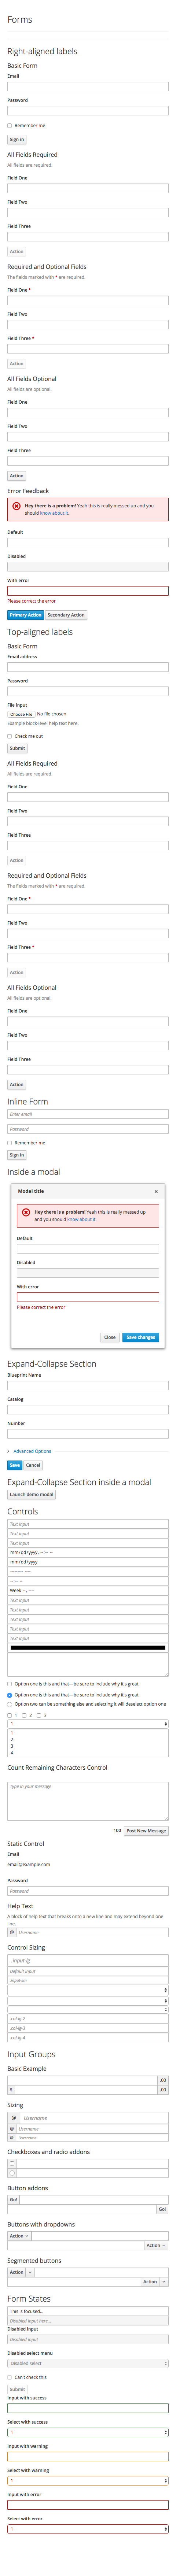 Forms
Right-aligned labels
Basic Form
Email
Password
Remember me
Sign in
All Fields Required
All fields are required.
Field One
Field Two
Field Three
Action
Required and Optional Fields
The fields marked with * are required.
Field One *
Field Two
Field Three *
Action
All Fields Optional
All fields are optional.
Field One
Field Two
Field Three
Action
Error Feedback
Hey there is a problem! Yeah this is really messed up and you
should know about it.
Default
Disabled
With error
Please correct the error
Primary Action Secondary Action
Top-aligned labels
Basic Form
Email address
Password
File input
Choose File No file chosen
Example block-level help text here.
Check me out
Submit
All Fields Required
All fields are required.
Field One
Field Two
Field Three
Action
Required and Optional Fields
The fields marked with * are required.
Field One *
Field Two
Field Three *
Action
All Fields Optional
All fields are optional.
Field One
Field Two
Field Three
Action
Inline Form
Enter email
Password
Remember me
Sign in
Inside a modal
Modal title ×
Hey there is a problem! Yeah this is really messed up
and you should know about it.
Default
Disabled
With error
Please correct the error
Close Save changes
Expand-Collapse Section
Blueprint Name
Catalog
Number
Advanced Options
Save Cancel
Expand-Collapse Section inside a modal
Launch demo modal
Controls
Text input
Text input
Text input
mm/dd/yyyy, --:-- --
mm/dd/yyyy
--------- ----
--:-- --
Week --, ----
Text input
Text input
Text input
Text input
Text input
Option one is this and that—be sure to include why it's great
Option one is this and that—be sure to include why it's great
Option two can be something else and selecting it will deselect option one
1 2 3
1
1
2
3
4
Count Remaining Characters Control
Type in your message
100 Post New Message
Static Control
Email
email@example.com
Password
Password
Help Text
A block of help text that breaks onto a new line and may extend beyond one
line.
@ Username
Control Sizing
.input-lg
Default input
.input-sm
.col-lg-2
.col-lg-3
.col-lg-4
Input Groups
Basic Example
.00
$ .00
Sizing
@ Username
@ Username
@ Username
Checkboxes and radio addons
Button addons
Go!
Go!
Buttons with dropdowns
Action
Action
Segmented buttons
Action
Action
Form States
This is focused...
Disabled input here...
Disabled input
Disabled input
Disabled select menu
Disabled select
Can't check this
Submit
Input with success
Select with success
1
Input with warning
Select with warning
1
Input with error
Select with error
1